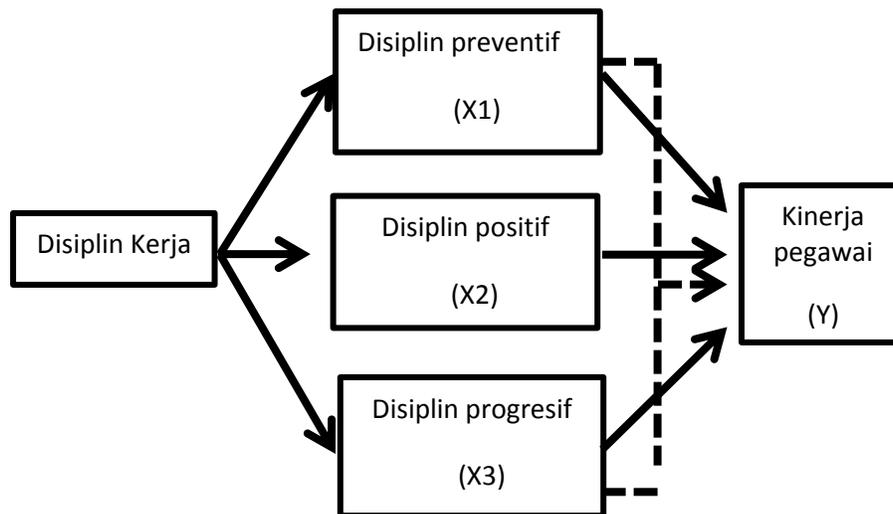 Disiplin preventif
(X1)
Disiplin Kerja
Disiplin positif
(X2)
Kinerja
pegawai
(Y)
Disiplin progresif
(X3)